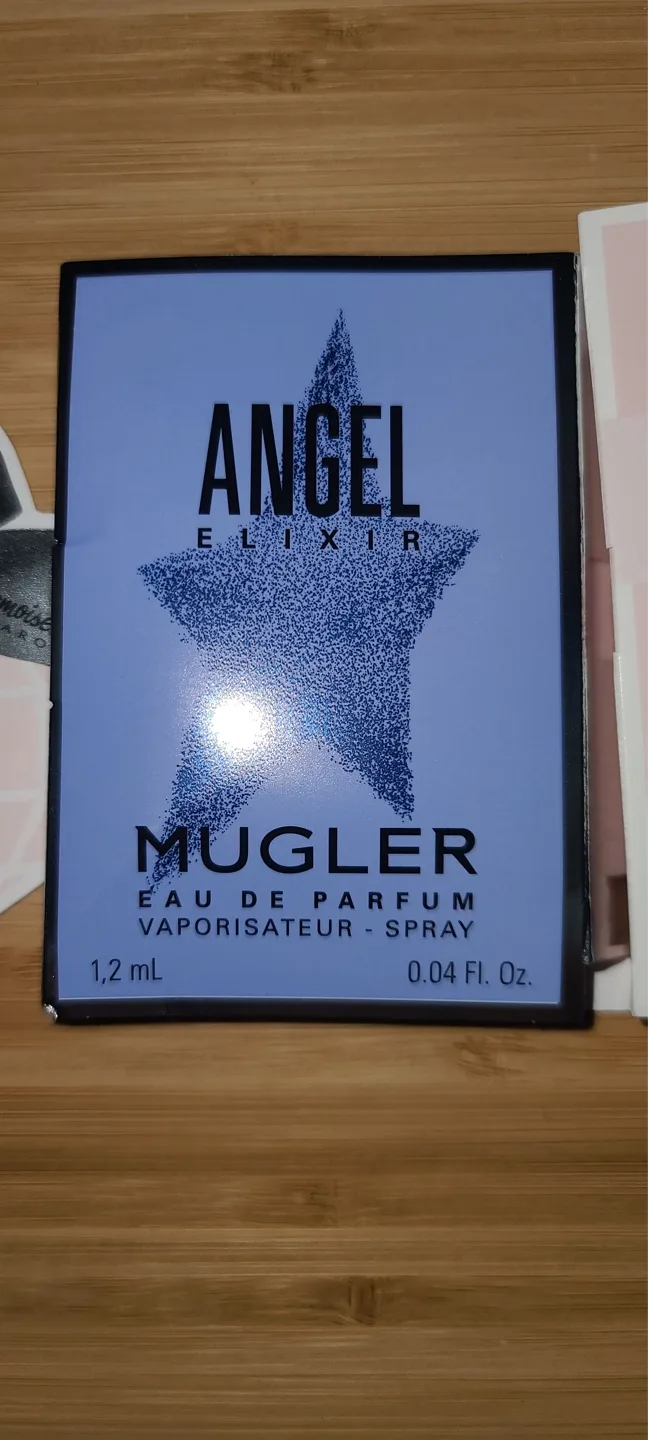 ANGEL
ELIXIR
MUGLER
EAU DE PARFUM
VAPORISATEUR - SPRAY
1,2 mL 0.04 Fl. Oz.